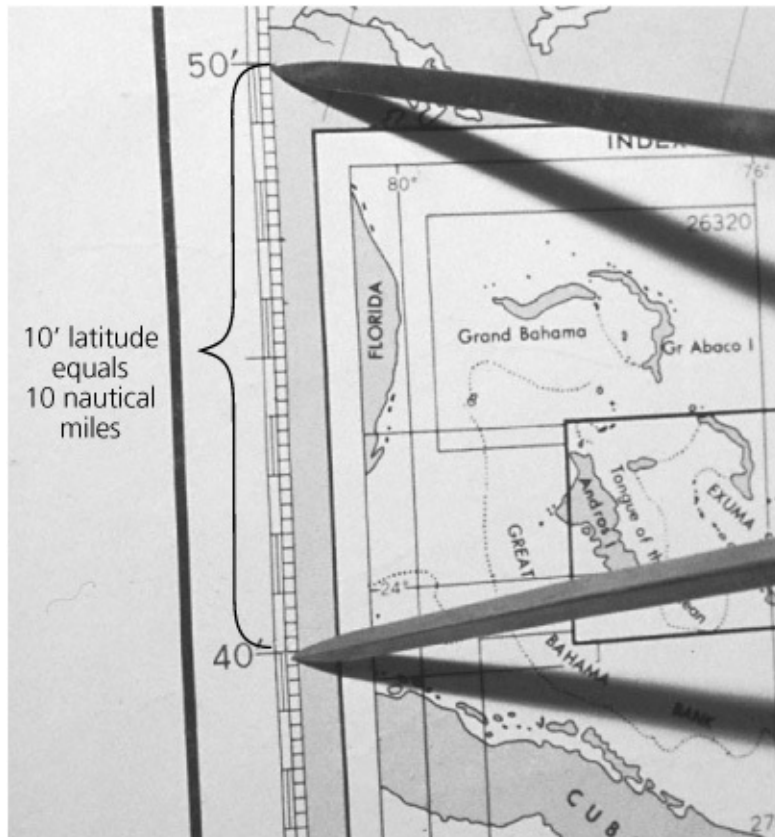 50'
INDEX
80°
76°
26320
FLORIDA
Grand Bahama
Gr Abaco I
10' latitude
equals
10 nautical
miles
Andros I
Tongue of the Ocean
EXUMA
GREAT
24°
40'
BAHAMA
BANK
CUB
27